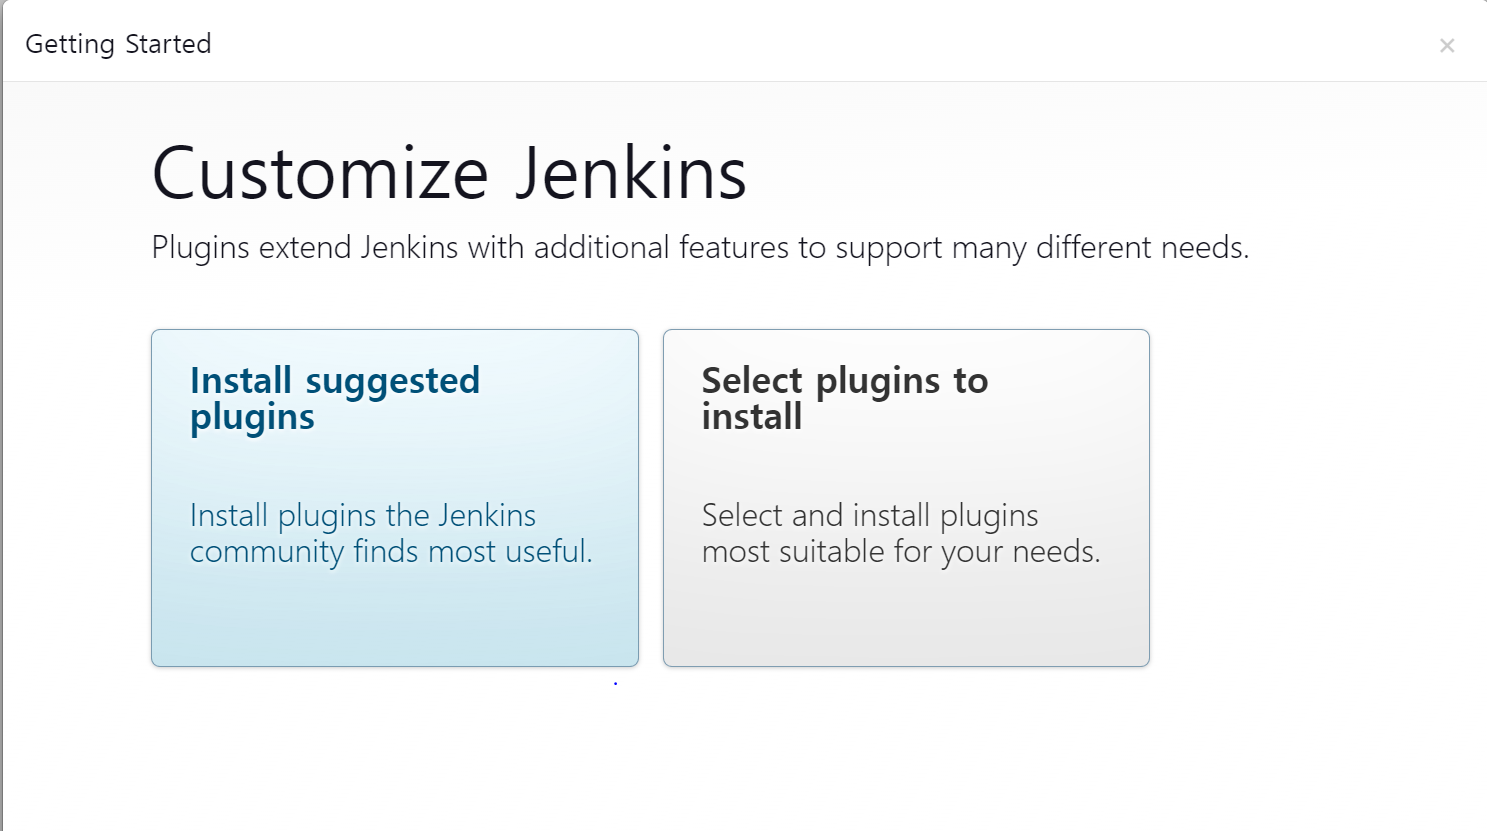 Getting Started
×
Customize Jenkins
Plugins extend Jenkins with additional features to support many different needs.
Install suggested
plugins
Install plugins the Jenkins
community finds most useful.
Select plugins to
install
Select and install plugins
most suitable for your needs.